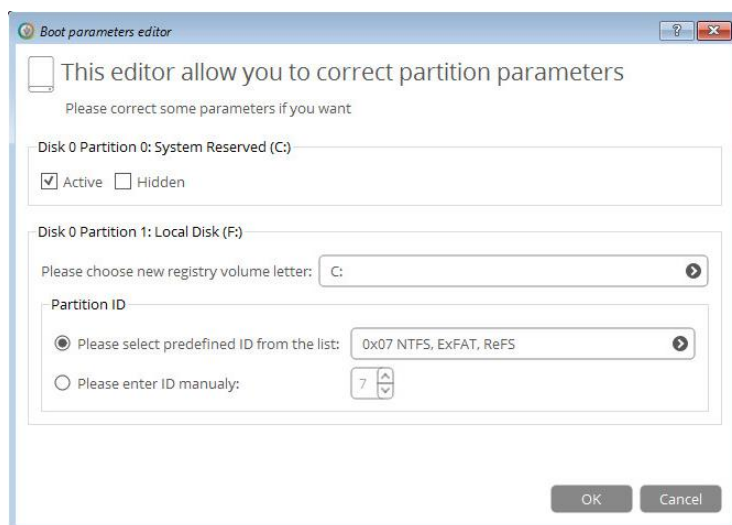 Boot parameters editor
?
This editor allow you to correct partition parameters
Please correct some parameters if you want
Disk 0 Partition 0: System Reserved (C:)
Active Hidden
Disk 0 Partition 1: Local Disk (F:)
Please choose new registry volume letter: C:
Partition ID
Please select predefined ID from the list: 0x07 NTFS, ExFAT, ReFS
Please enter ID manualy: 7
OK Cancel